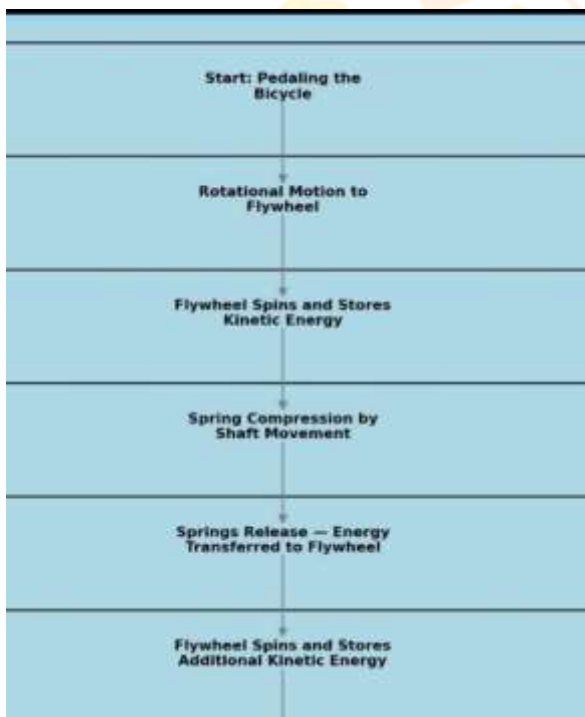 Start: Pedaling the
Bicycle
Rotational Motion to
Flywheel
Flywheel Spins and Stores
Kinetic Energy
Spring Compression by
Shaft Movement
Springs Release — Energy
Transferred to Flywheel
Flywheel Spins and Stores
Additional Kinetic Energy